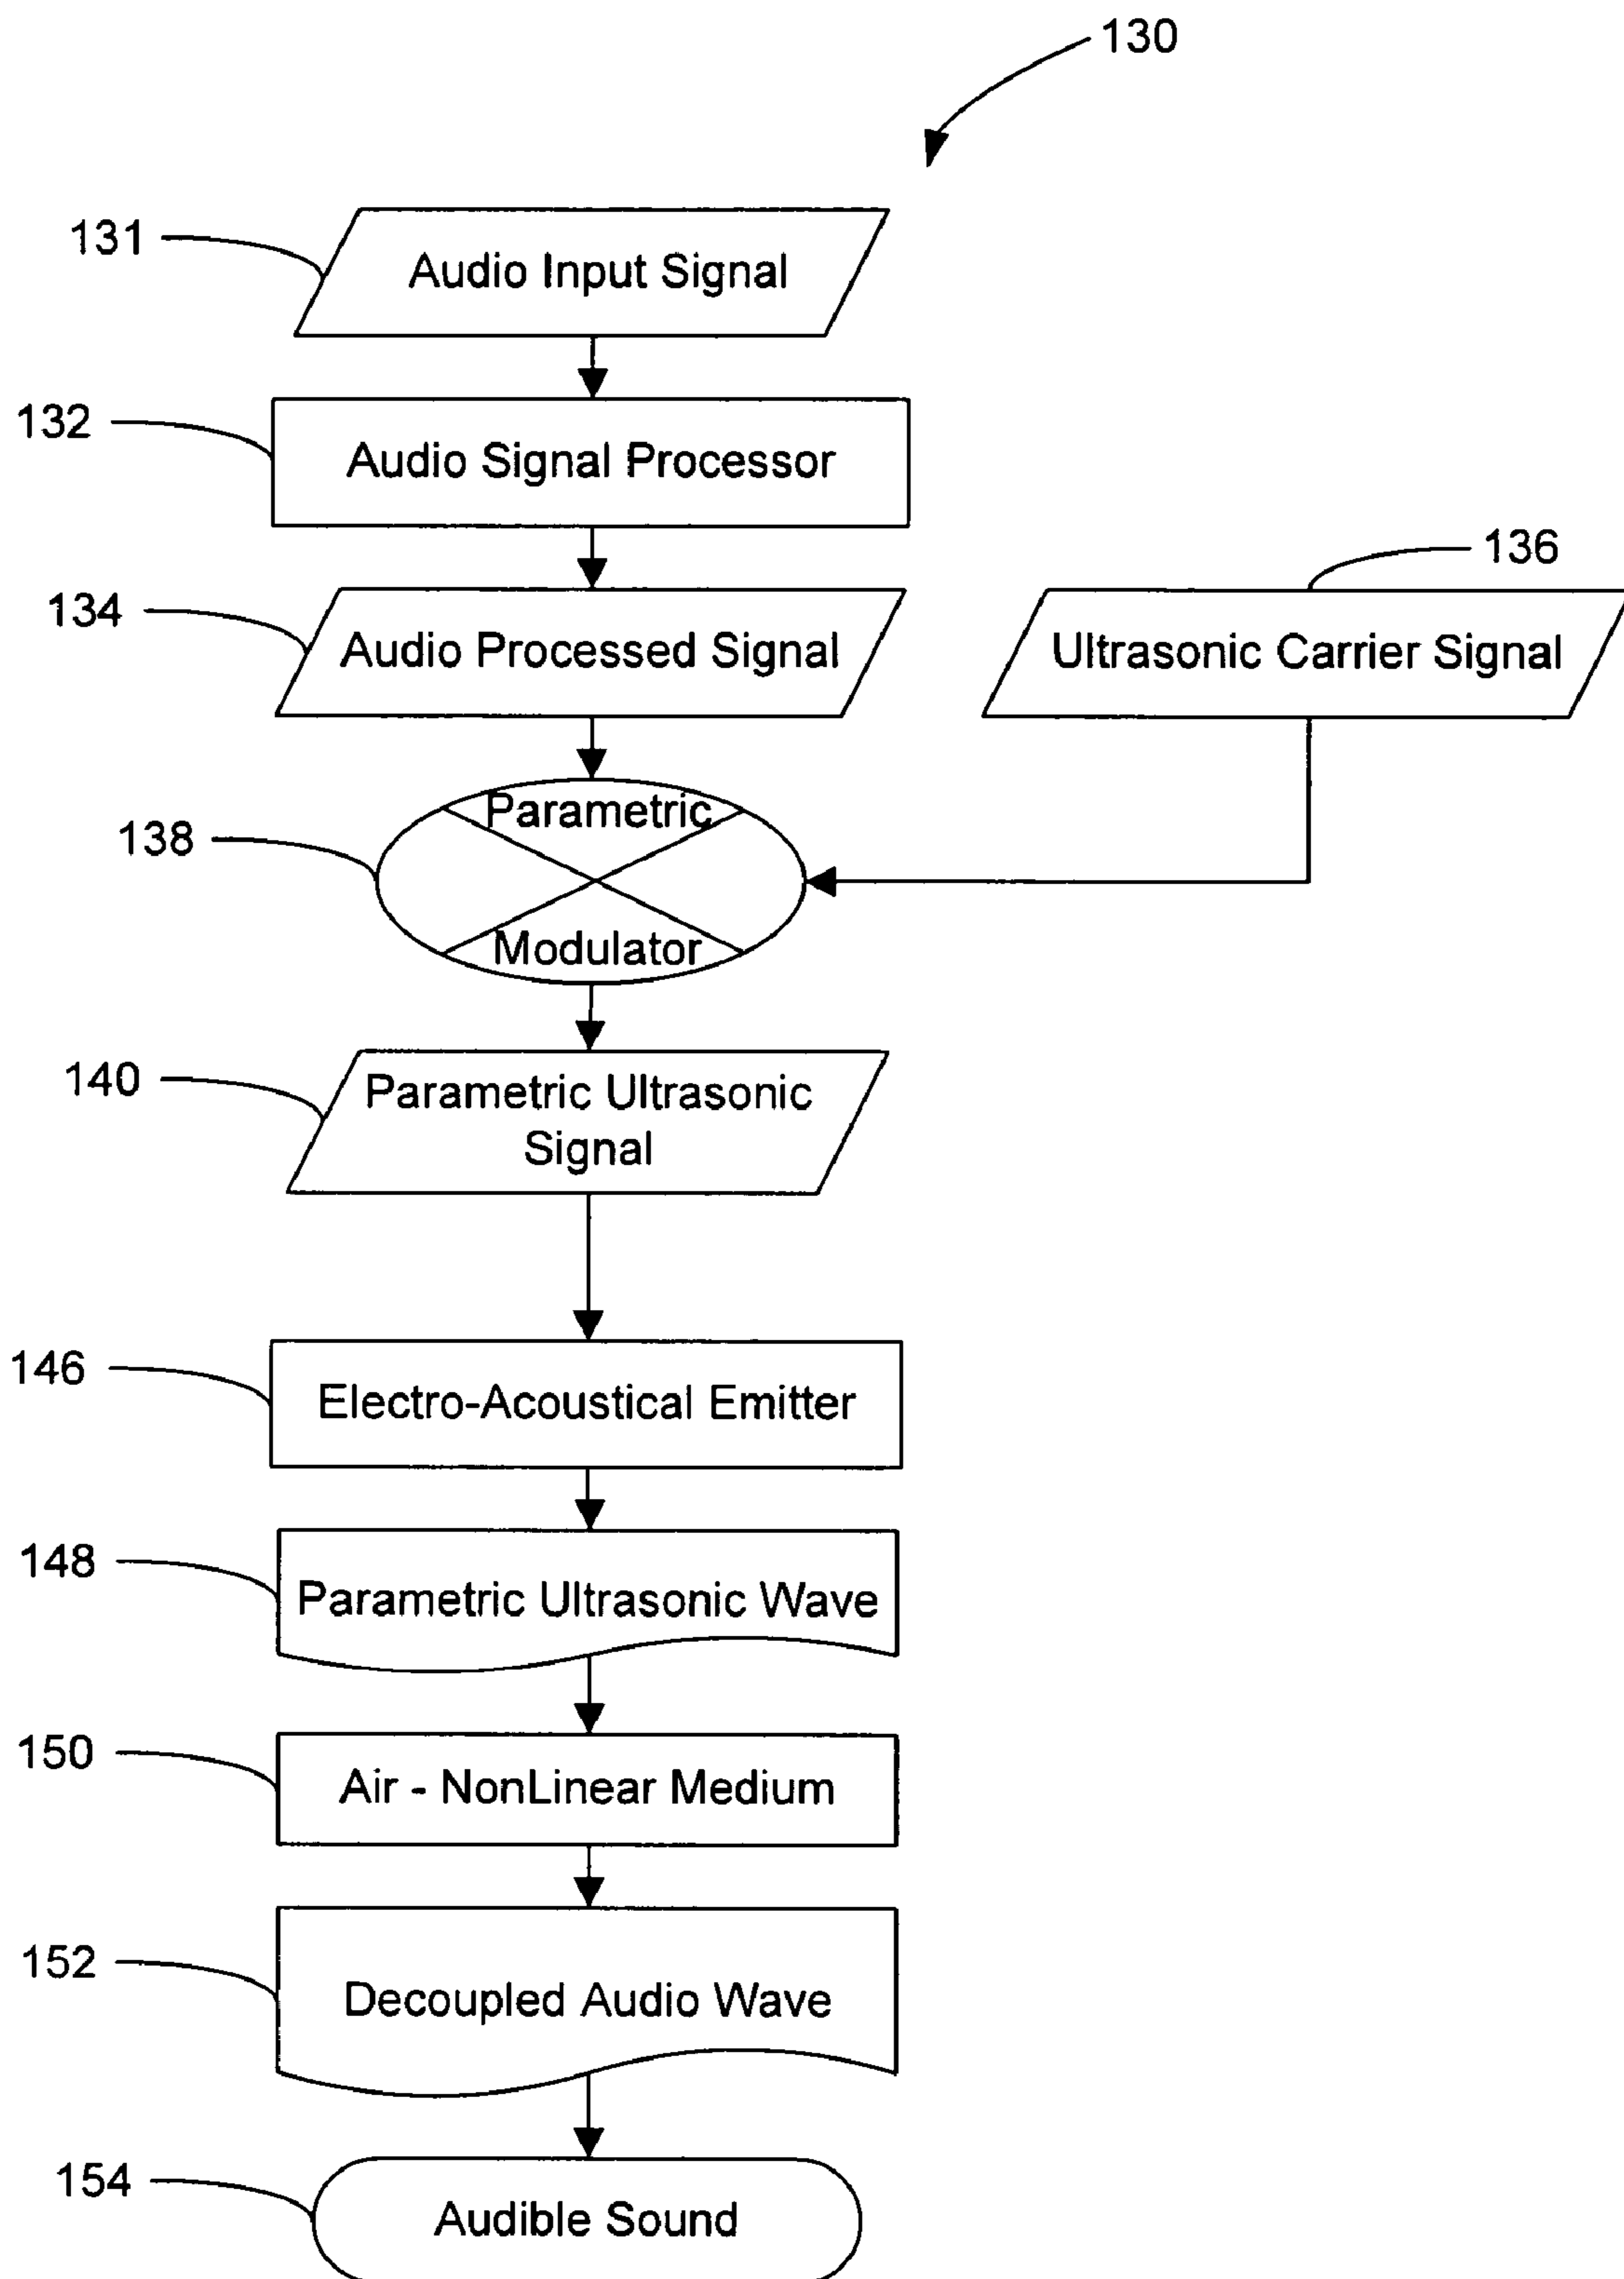 130
131
Audio Input Signal
132
Audio Signal Processor
136
134
Audio Processed Signal
Ultrasonic Carrier Signal
138
Parametric
Modulator
140
Parametric Ultrasonic
Signal
146
Electro-Acoustical Emitter
148
Parametric Ultrasonic Wave
150
Air - NonLinear Medium
152
Decoupled Audio Wave
154
Audible Sound